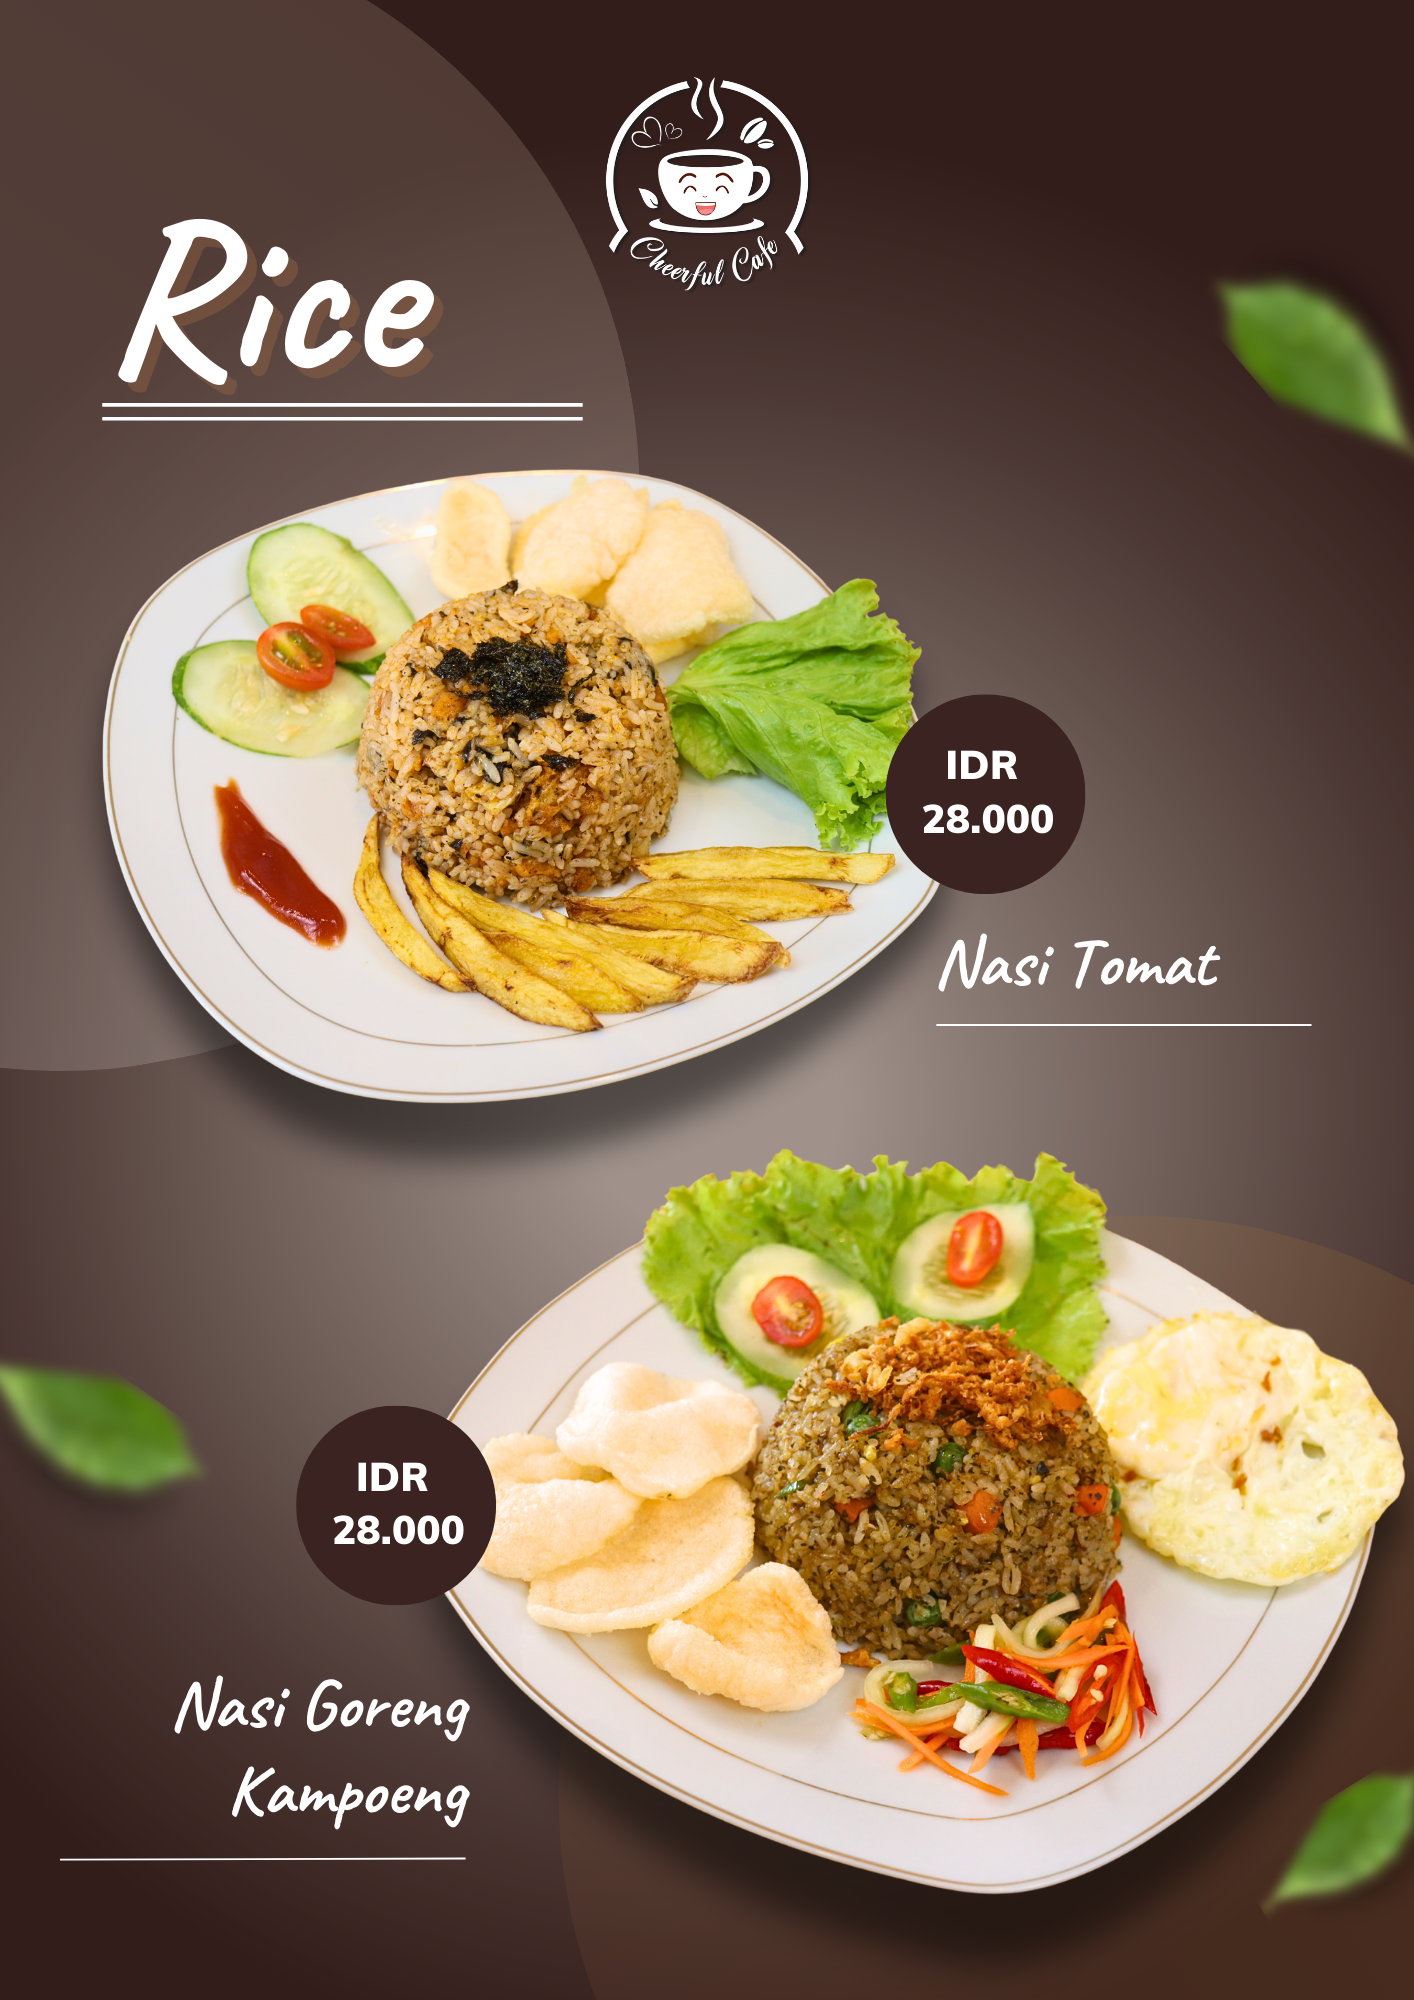 Cheerful Cafe
Rice
IDR
28.000
Nasi Tomat
IDR
28.000
Nasi Goreng
Kampoeng